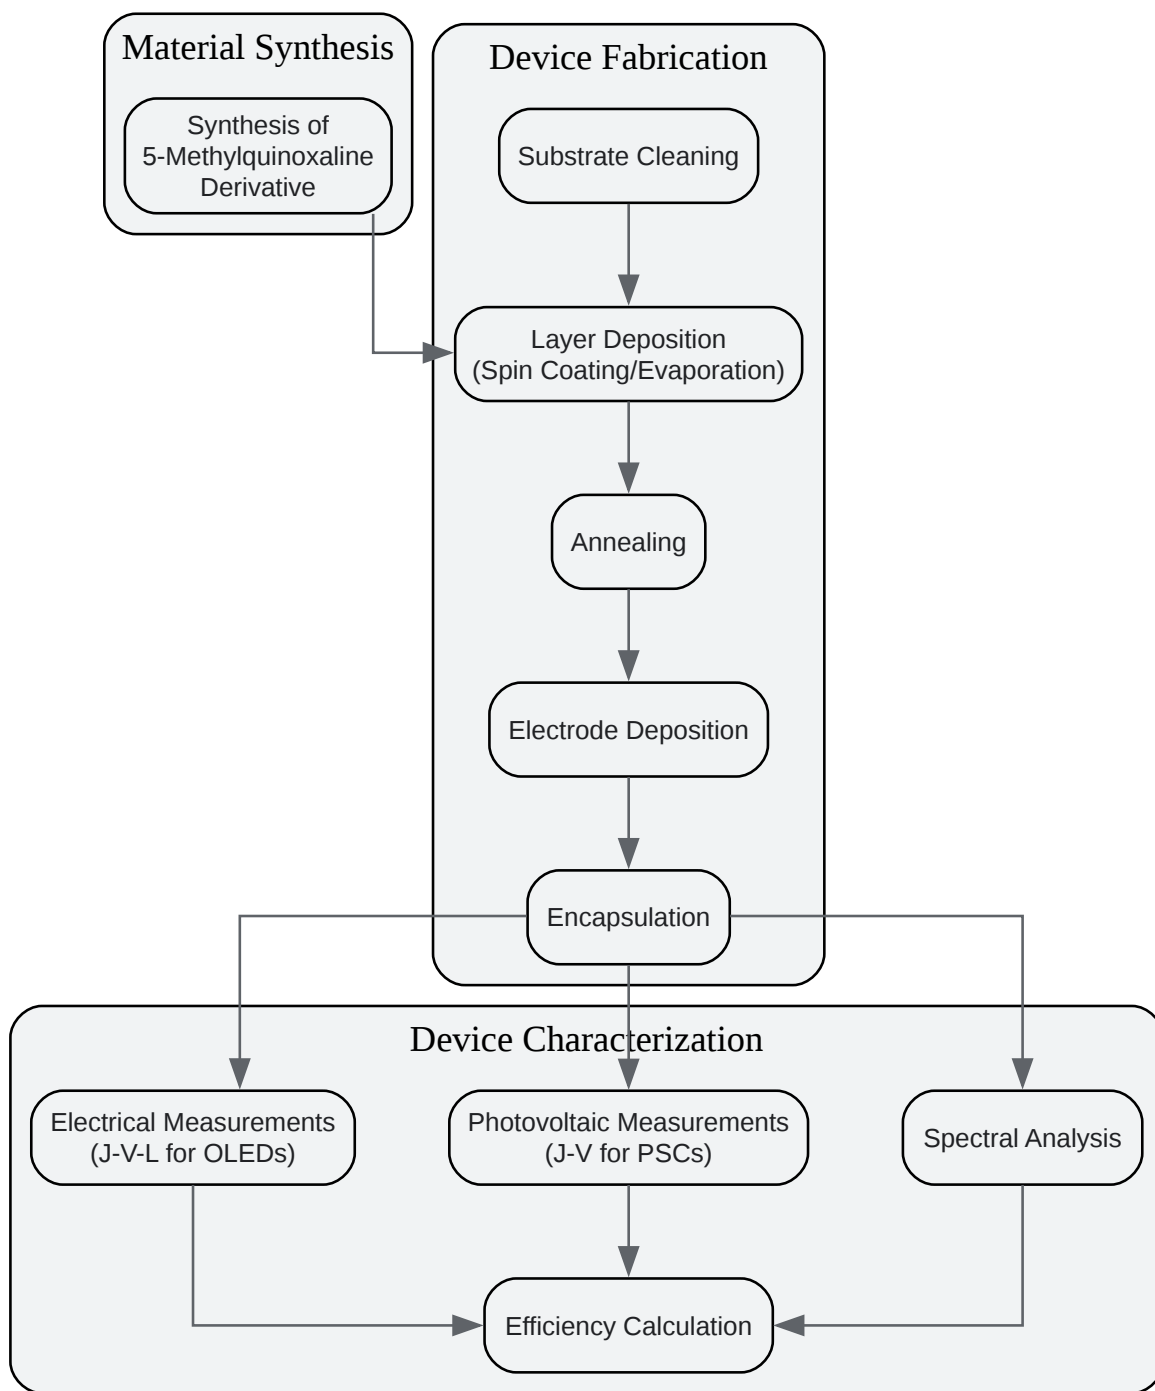 Material Synthesis
Synthesis of
5-Methylquinoxaline
Derivative
Device Fabrication
Substrate Cleaning
Layer Deposition
(Spin Coating/Evaporation)
Annealing
Electrode Deposition
Encapsulation
Device Characterization
Electrical Measurements
(J-V-L for OLEDs)
Photovoltaic Measurements
(J-V for PSCs)
Spectral Analysis
Efficiency Calculation